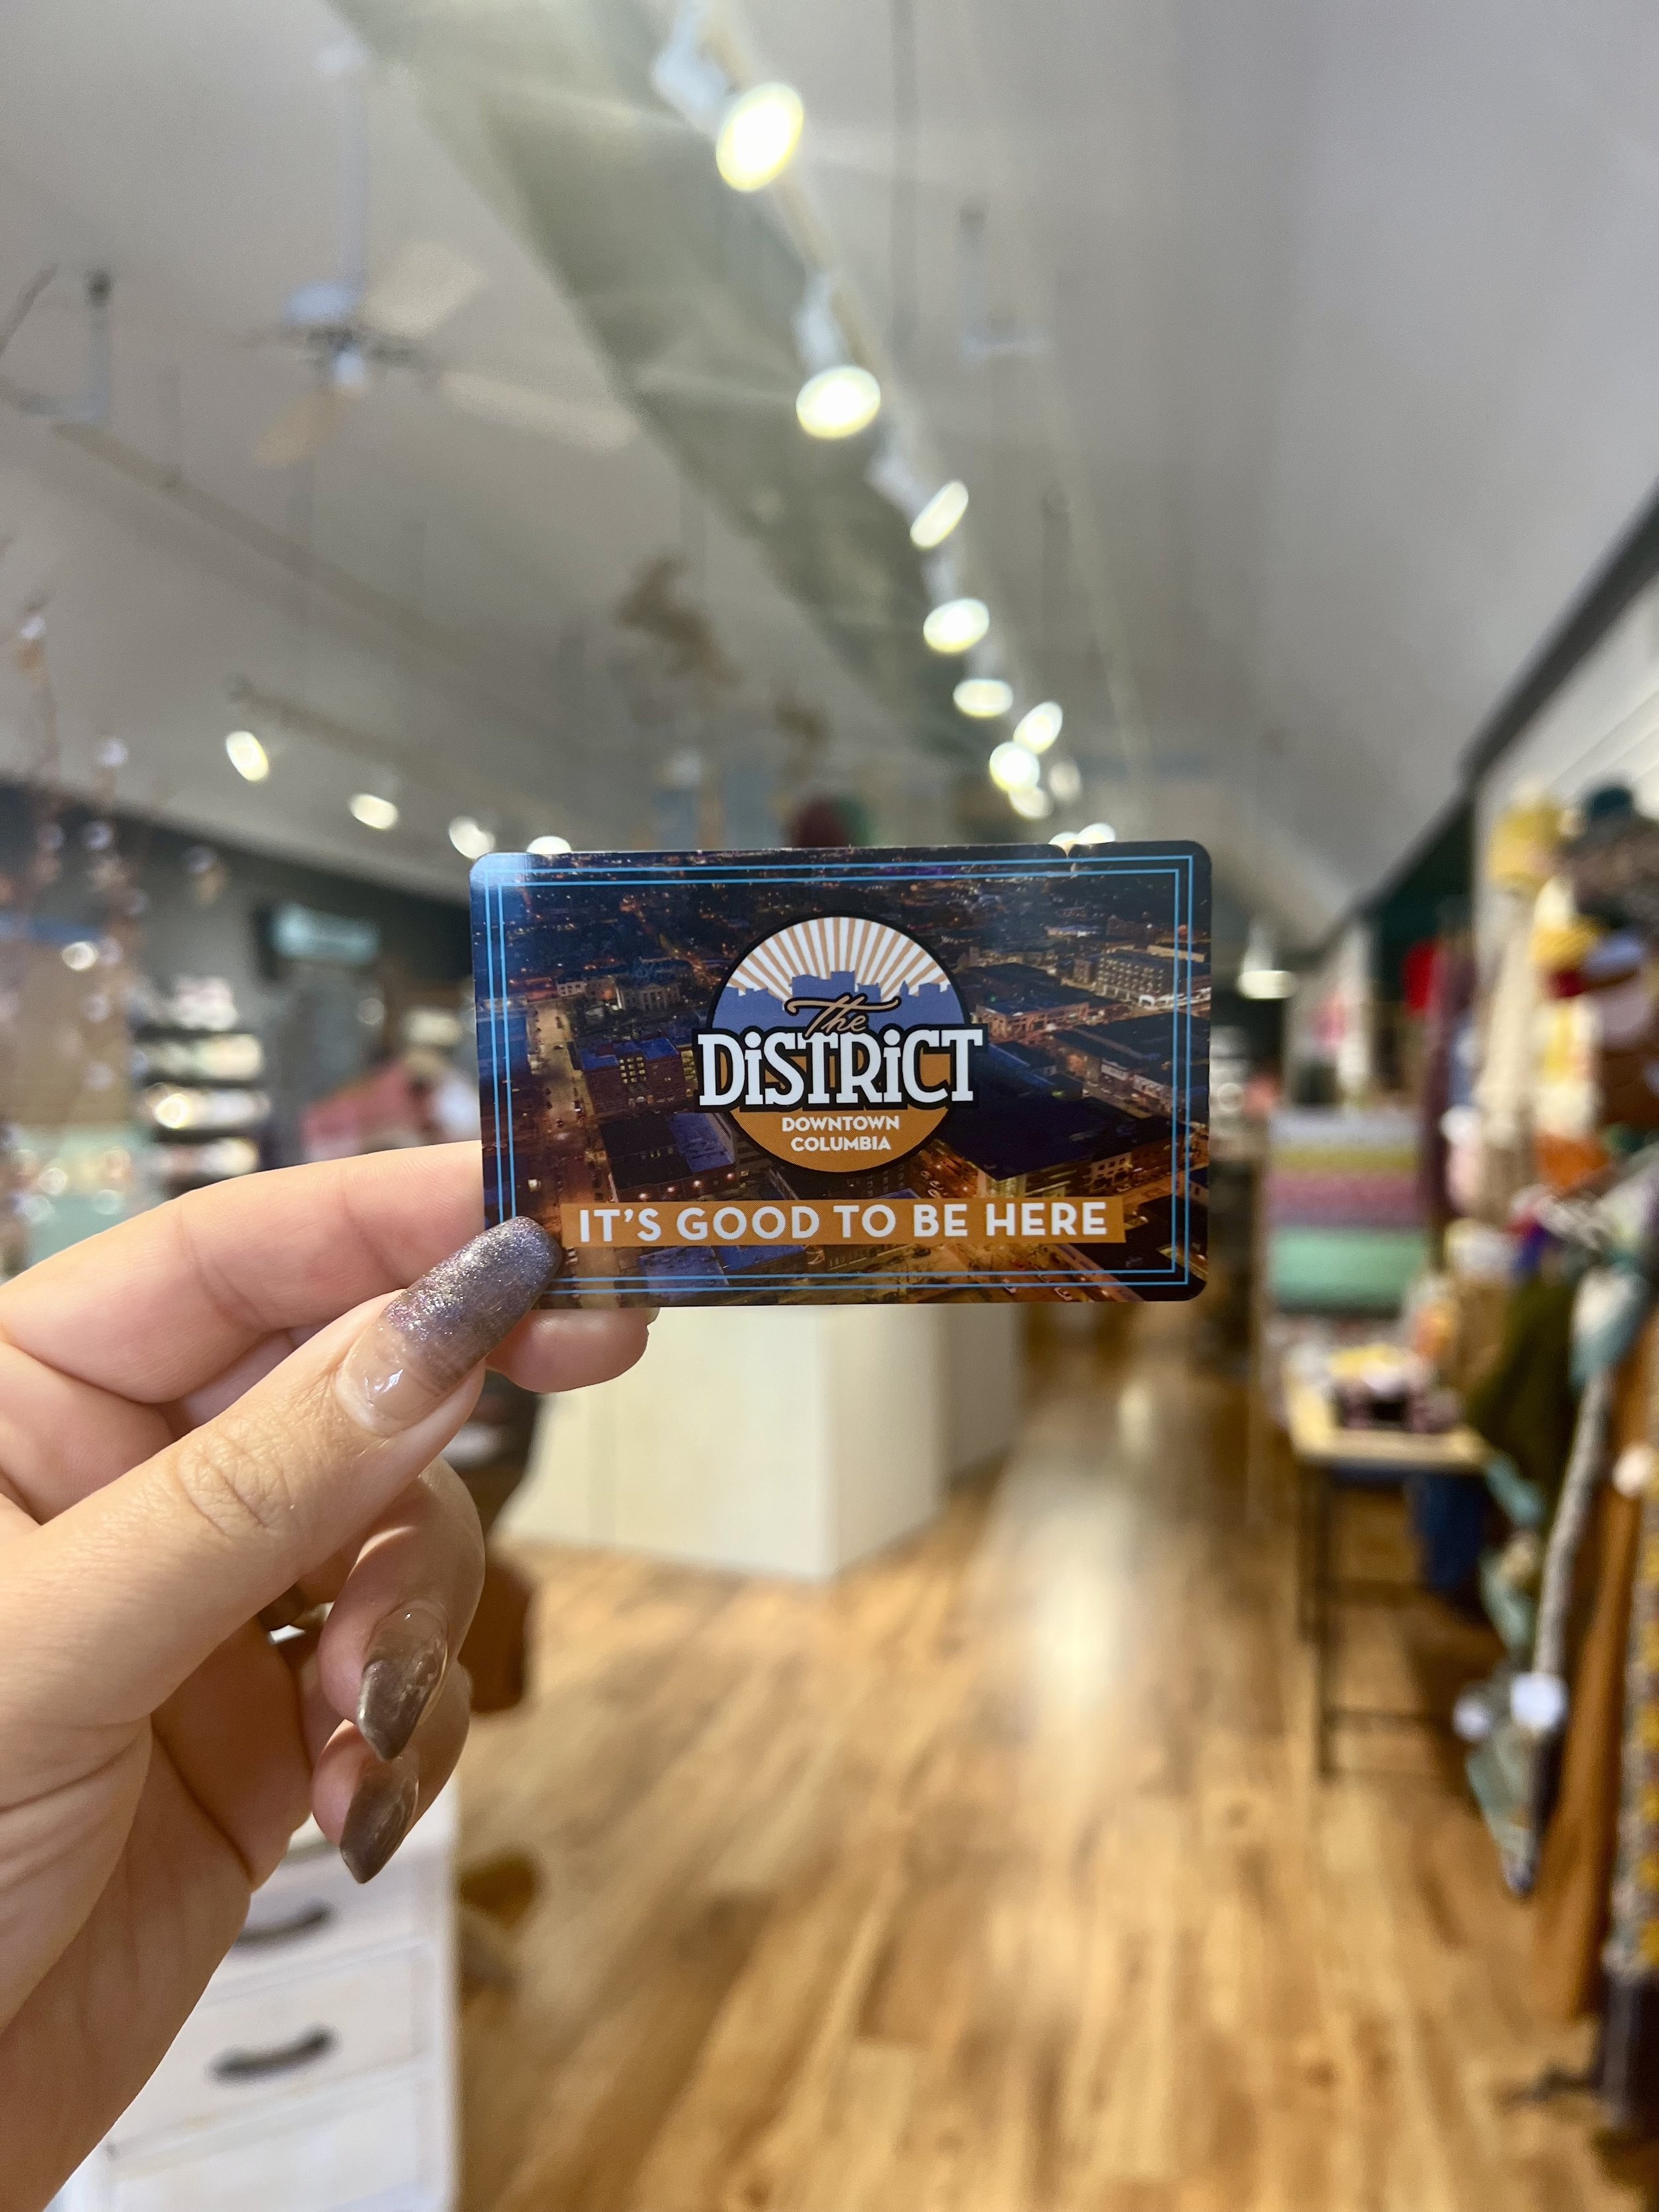 The
DiSTRiCT
DOWNTOWN
COLUMBIA
IT'S GOOD TO BE HERE